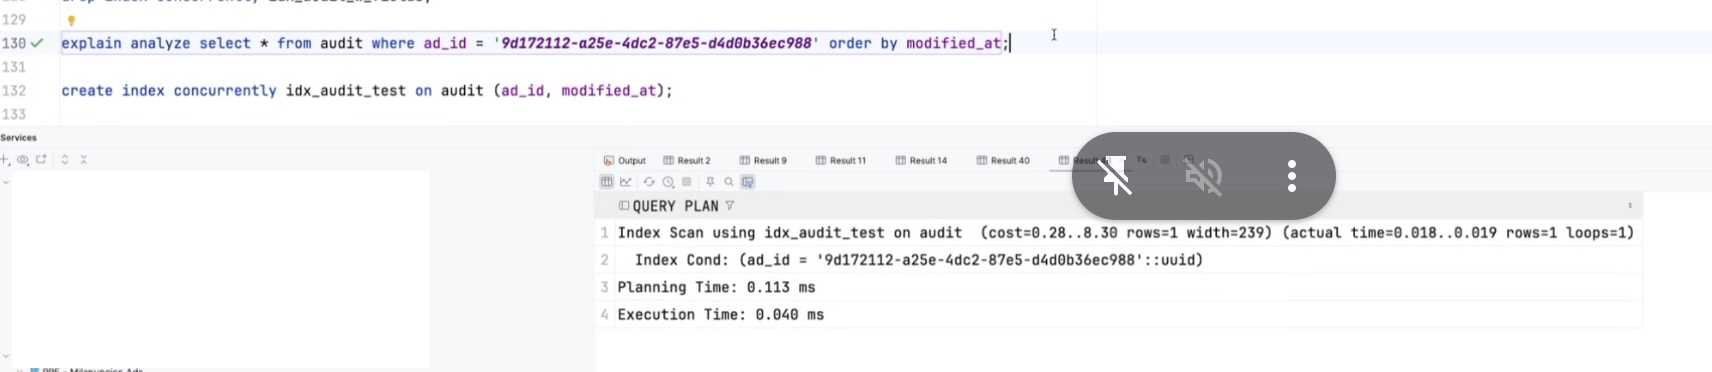 129
130 explain analyze select * from audit where ad_id = '9d172112-a25e-4dc2-87e5-d4d0b36ec988' order by modified_at;
131
132 create index concurrently idx_audit_test on audit (ad_id, modified_at);
133
Services
Output Result 2 Result 9 Result 11 Result 14 Result 40 Tx
QUERY PLAN
1 Index Scan using idx_audit_test on audit (cost=0.28..8.30 rows=1 width=239) (actual time=0.018..0.019 rows=1 loops=1)
2 Index Cond: (ad_id = '9d172112-a25e-4dc2-87e5-d4d0b36ec988'::uuid)
3 Planning Time: 0.113 ms
4 Execution Time: 0.040 ms